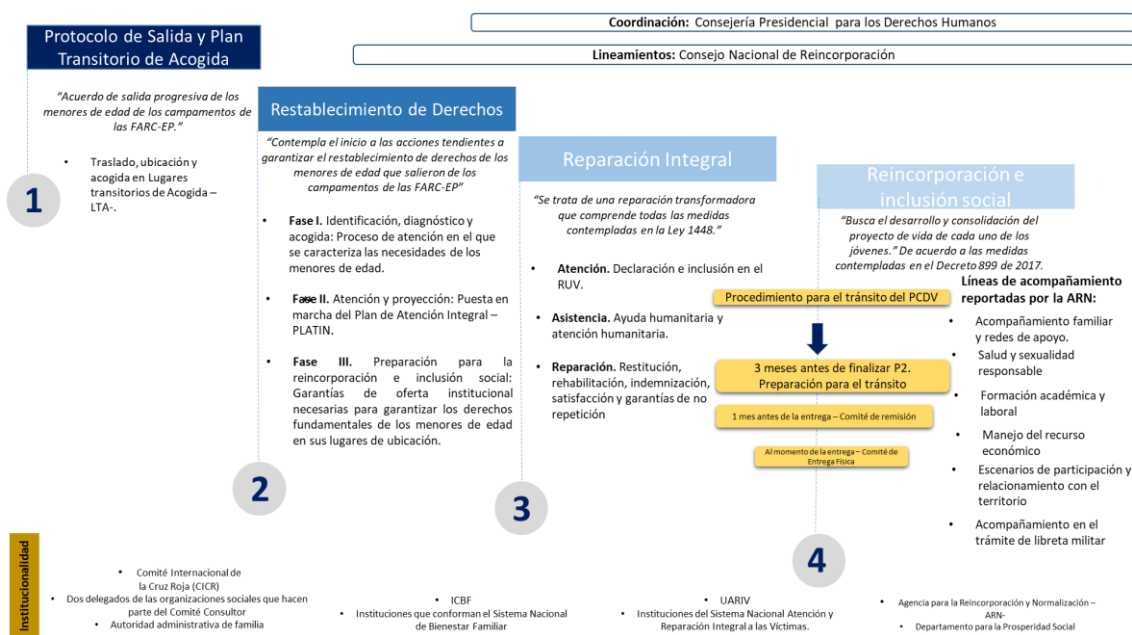 Coordinación: Consejería Presidencial para los Derechos Humanos
Lineamientos: Consejo Nacional de Reincorporación
Protocolo de Salida y Plan
Transitorio de Acogida
“Acuerdo de salida progresiva de los
menores de edad de los campamentos de
las FARC-EP.”
• Traslado, ubicación y
acogida en Lugares
transitorios de Acogida –
LTA-.
1
Restablecimiento de Derechos
“Contempla el inicio a las acciones tendientes a
garantizar el restablecimiento de derechos de los
menores de edad que salieron de los
campamentos de las FARC-EP”
• Fase I. Identificación, diagnóstico y
acogida: Proceso de atención en el que
se caracteriza las necesidades de los
menores de edad.
• Fase II. Atención y proyección: Puesta en
marcha del Plan de Atención Integral –
PLATIN.
• Fase III. Preparación para la
reincorporación e inclusión social:
Garantías de oferta institucional
necesarias para garantizar los derechos
fundamentales de los menores de edad
en sus lugares de ubicación.
2
Reparación Integral
“Se trata de una reparación transformadora
que comprende todas las medidas
contempladas en la Ley 1448.”
• Atención. Declaración e inclusión en el
RUV.
• Asistencia. Ayuda humanitaria y
atención humanitaria.
• Reparación. Restitución,
rehabilitación, indemnización,
satisfacción y garantías de no
repetición
3
Reincorporación e
inclusión social
“Busca el desarrollo y consolidación del
proyecto de vida de cada uno de los
jóvenes.” De acuerdo a las medidas
contempladas en el Decreto 899 de 2017.
Procedimiento para el tránsito del PCDV
3 meses antes de finalizar P2.
Preparación para el tránsito
1 mes antes de la entrega – Comité de remisión
Al momento de la entrega – Comité de
Entrega Física
Líneas de acompañamiento
reportadas por la ARN:
• Acompañamiento familiar
y redes de apoyo.
• Salud y sexualidad
responsable
• Formación académica y
laboral
• Manejo del recurso
económico
• Escenarios de participación y
relacionamiento con el
territorio
• Acompañamiento en el
trámite de libreta militar
4
Institucionalidad
• Comité Internacional de
la Cruz Roja (CICR)
• Dos delegados de las organizaciones sociales que hacen
parte del Comité Consultor
• Autoridad administrativa de familia
• ICBF
• Instituciones que conforman el Sistema Nacional
de Bienestar Familiar
• UARIV
• Instituciones del Sistema Nacional Atención y
Reparación Integral a las Víctimas.
• Agencia para la Reincorporación y Normalización –
ARN-
• Departamento para la Prosperidad Social